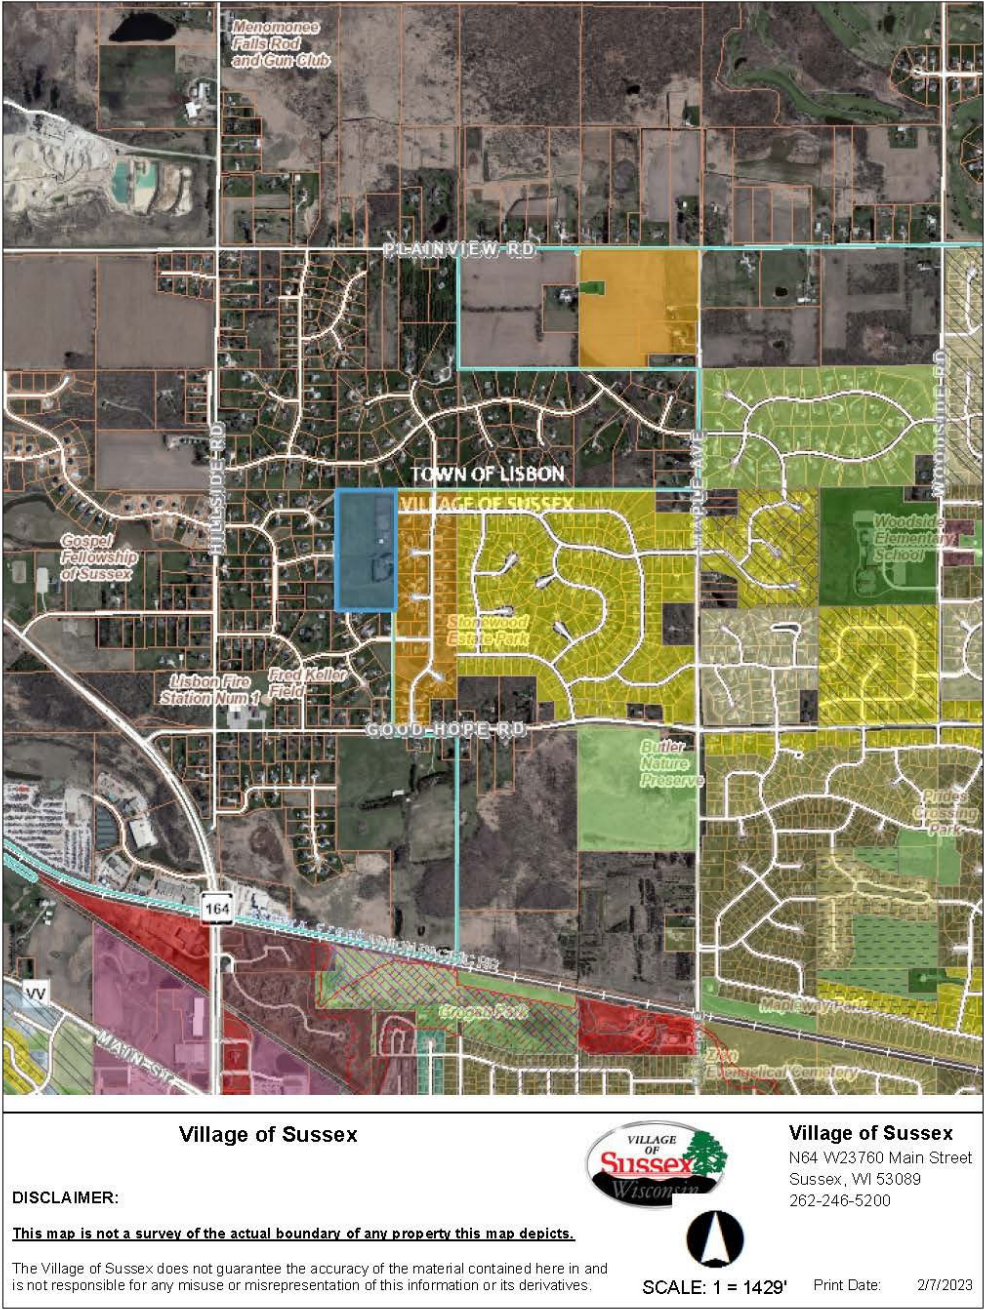 Menomonee
Falls Rod
and Gun Club
PLAINVIEW RD
HILLSIDE RD
WOODSIDE RD
TOWN OF LISBON
VILLAGE OF SUSSEX
MAPLE AVE
Gospel
Fellowship
of Sussex
Woodside
Elementary
School
Stonewood
Estate Park
Lisbon Fire
Station Num 1
Fred Keller
Field
GOOD HOPE RD
Butler
Nature
Preserve
Prides
Crossing
Park
164
VV
MAIN ST
Grogan Park
Mapleway Park
Zion
Evangelical Cemetery
Village of Sussex
DISCLAIMER:
This map is not a survey of the actual boundary of any property this map depicts.
The Village of Sussex does not guarantee the accuracy of the material contained here in and
is not responsible for any misuse or misrepresentation of this information or its derivatives.
VILLAGE
OF
Sussex
Wisconsin
SCALE: 1 = 1429'
Village of Sussex
N64 W23760 Main Street
Sussex, WI 53089
262-246-5200
Print Date: 2/7/2023